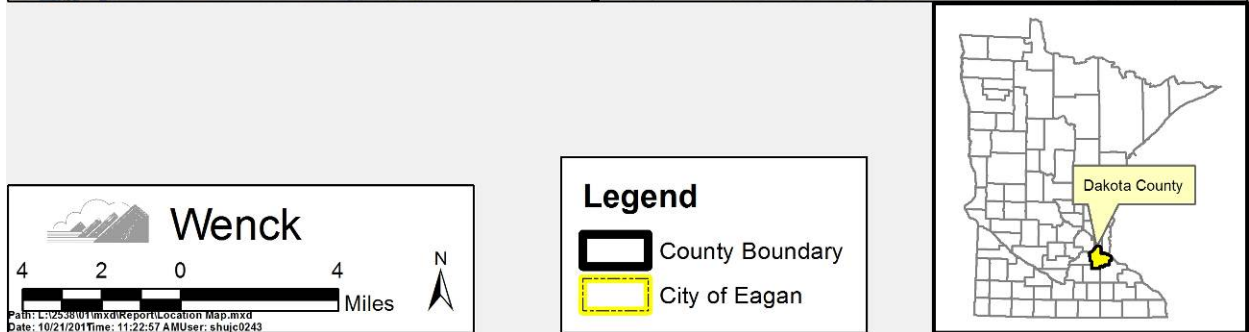 Wenck
4 2 0 4
Miles
N
Path: L:\2538\01\mxd\Report\Location Map.mxd
Date: 10/21/201Time: 11:22:57 AMUser: shujc0243
Legend
County Boundary
City of Eagan
Dakota County